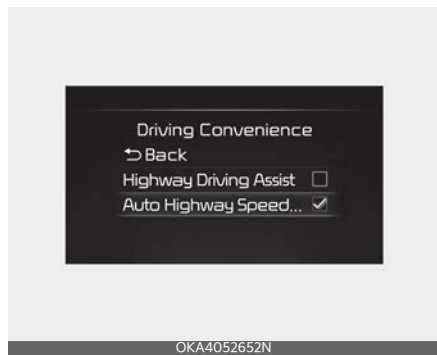 Driving Convenience
Back
Highway Driving Assist
Auto Highway Speed...
OKA4052652N